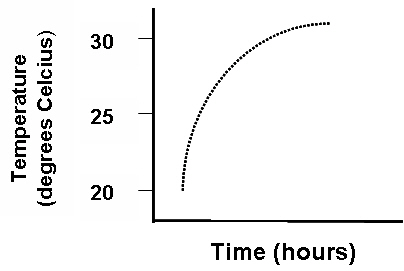 Temperature
(degrees Celcius)
30
25
20
Time (hours)